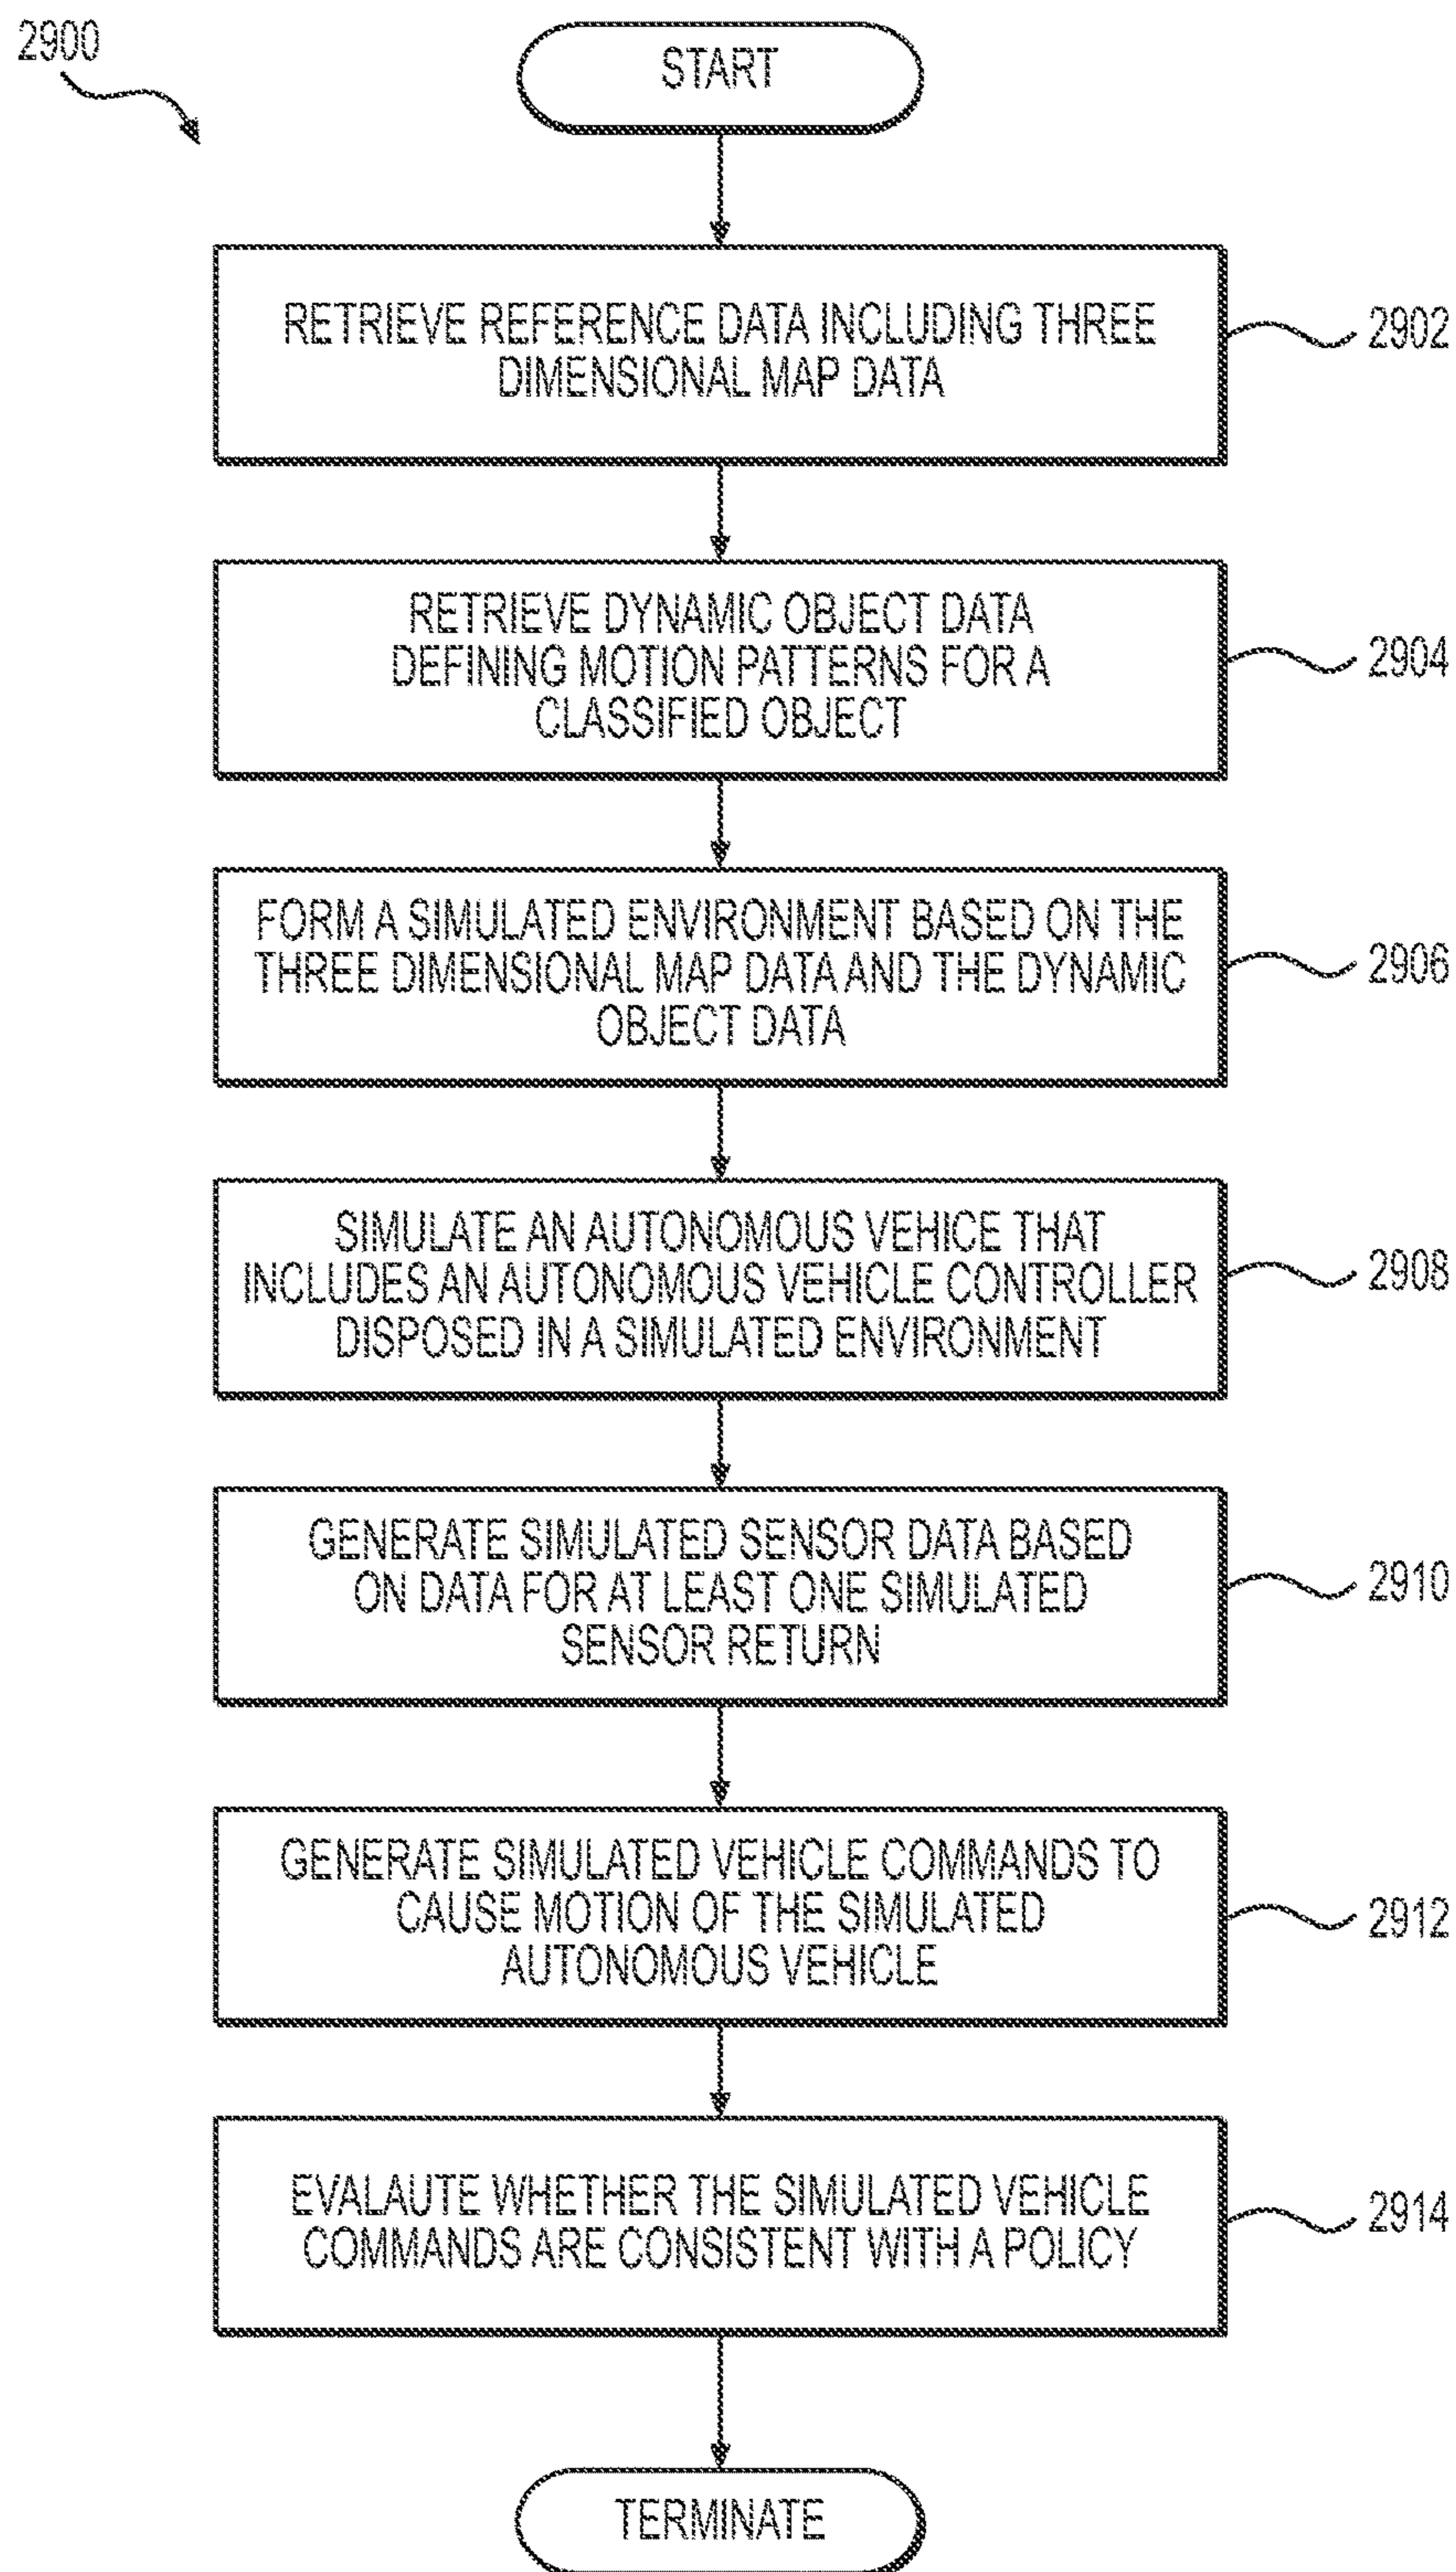 2900
START
RETRIEVE REFERENCE DATA INCLUDING THREE
DIMENSIONAL MAP DATA
2902
RETRIEVE DYNAMIC OBJECT DATA
DEFINING MOTION PATTERNS FOR A
CLASSIFIED OBJECT
2904
FORM A SIMULATED ENVIRONMENT BASED ON THE
THREE DIMENSIONAL MAP DATA AND THE DYNAMIC
OBJECT DATA
2906
SIMULATE AN AUTONOMOUS VEHICE THAT
INCLUDES AN AUTONOMOUS VEHICLE CONTROLLER
DISPOSED IN A SIMULATED ENVIRONMENT
2908
GENERATE SIMULATED SENSOR DATA BASED
ON DATA FOR AT LEAST ONE SIMULATED
SENSOR RETURN
2910
GENERATE SIMULATED VEHICLE COMMANDS TO
CAUSE MOTION OF THE SIMULATED
AUTONOMOUS VEHICLE
2912
EVALAUTE WHETHER THE SIMULATED VEHICLE
COMMANDS ARE CONSISTENT WITH A POLICY
2914
TERMINATE